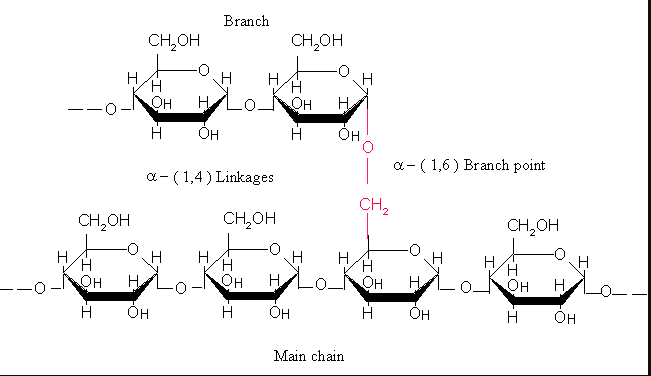 Branch
CH2OH CH2OH
O O
H H H H
H H
OH H OH H
O O
H OH H OH
O
α – ( 1,4 ) Linkages α – ( 1,6 ) Branch point
CH2
CH2OH CH2OH CH2OH
O O O O
H H H H H H H H
H H H H
OH H OH H OH H OH H
O O O O O
H OH H OH H OH H OH
Main chain